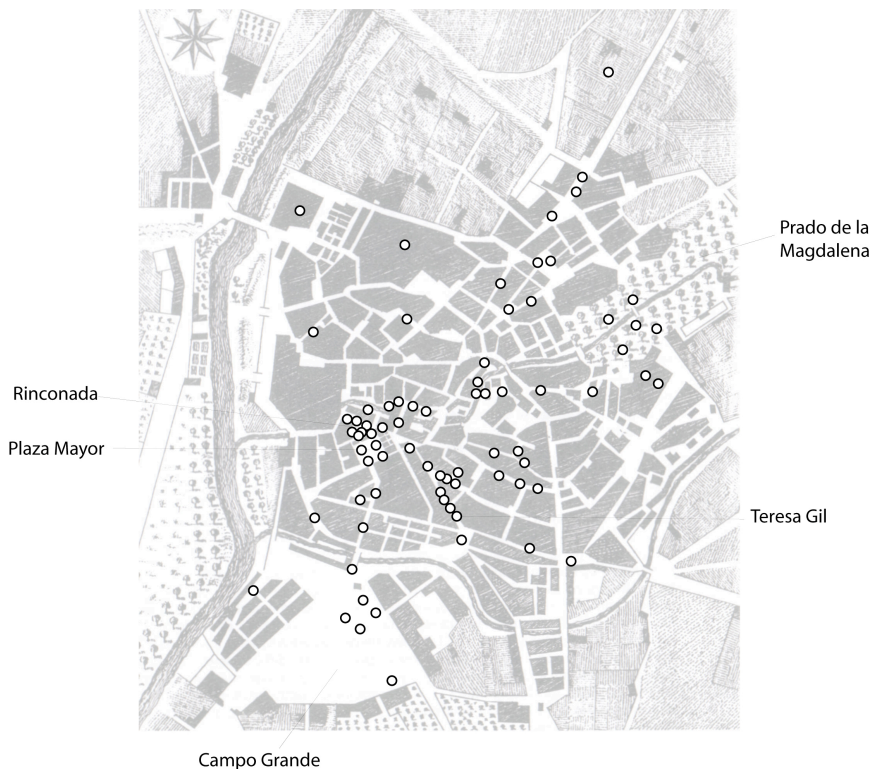 Prado de la
Magdalena
Rinconada
Plaza Mayor
Teresa Gil
Campo Grande